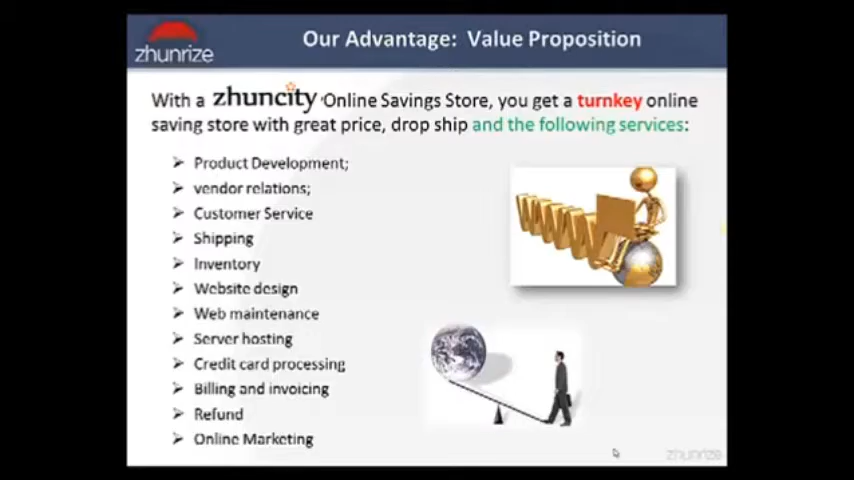 zhunrize
Our Advantage: Value Proposition
With a zhuncity Online Savings Store, you get a turnkey online
saving store with great price, drop ship and the following services:
Product Development;
vendor relations;
Customer Service
Shipping
Inventory
Website design
Web maintenance
Server hosting
Credit card processing
Billing and invoicing
Refund
Online Marketing
WWW
zhunrize